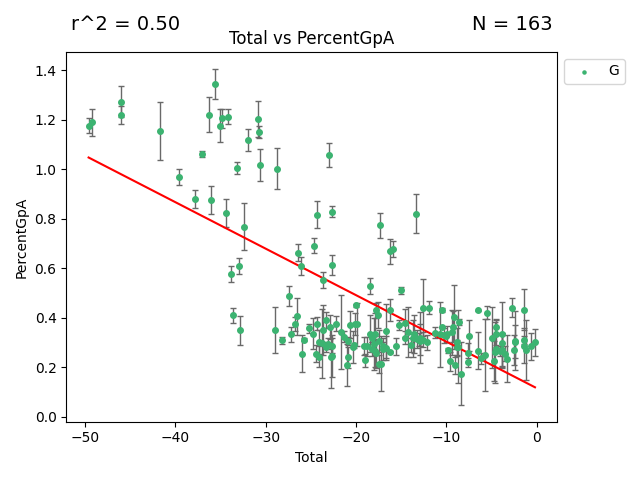 r^2 = 0.50
N = 163
Total vs PercentGpA
G
PercentGpA
1.4
1.2
1.0
0.8
0.6
0.4
0.2
0.0
−50
−40
−30
−20
−10
0
Total